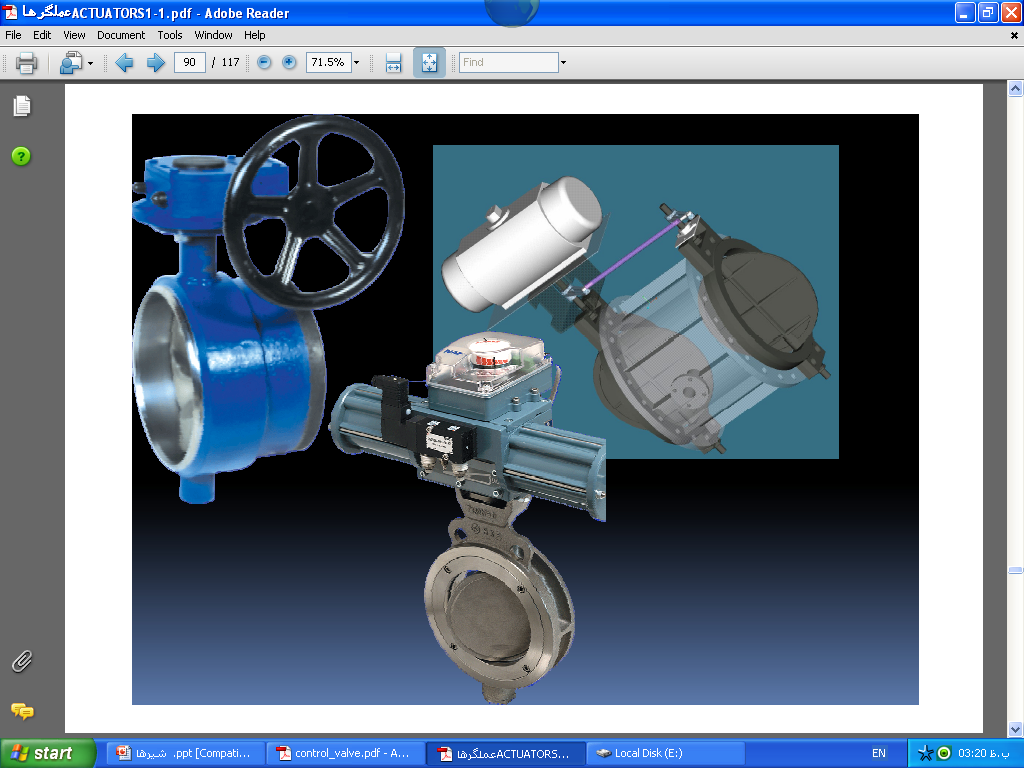 عملگرهاACTUATORS1-1.pdf - Adobe Reader
File Edit View Document Tools Window Help
90 / 117 71.5% Find
start شیرها .ppt [Compati... control_valve.pdf - A... عملگرهاACTUATORS... Local Disk (E:) EN 03:20 ب.ظ